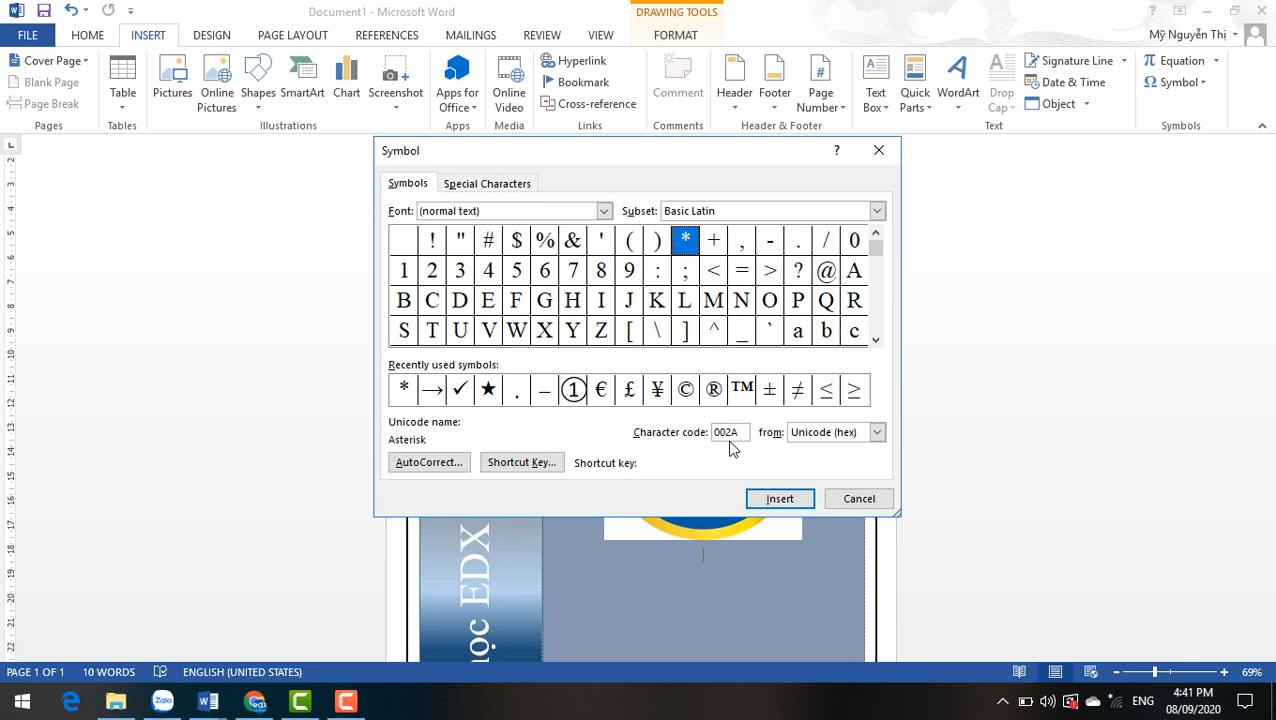 Document1 - Microsoft Word
DRAWING TOOLS
FILE HOME INSERT DESIGN PAGE LAYOUT REFERENCES MAILINGS REVIEW VIEW FORMAT
Mỹ Nguyễn Thị
Cover Page
Blank Page
Page Break
Pages
Table
Tables
Pictures
Online Pictures
Shapes
SmartArt
Chart
Screenshot
Illustrations
Apps for Office
Apps
Online Video
Media
Hyperlink
Bookmark
Cross-reference
Links
Comment
Comments
Header
Footer
Page Number
Header & Footer
Text Box
Quick Parts
WordArt
Drop Cap
Signature Line
Date & Time
Object
Text
Equation
Symbol
Symbols
Symbol
Symbols Special Characters
Font: (normal text) Subset: Basic Latin
! " # $ % & ' ( ) * + , - . / 0
1 2 3 4 5 6 7 8 9 : ; < = > ? @ A
B C D E F G H I J K L M N O P Q R
S T U V W X Y Z [ \ ] ^ _ ` a b c
Recently used symbols:
* → ✓ ★ . – ① € £ ¥ © ® ™ ± ≠ ≤ ≥
Unicode name:
Asterisk
Character code: 002A from: Unicode (hex)
AutoCorrect... Shortcut Key... Shortcut key:
Insert Cancel
học EDX
PAGE 1 OF 1 10 WORDS ENGLISH (UNITED STATES) 69%
Zalo
ENG
4:41 PM
08/09/2020